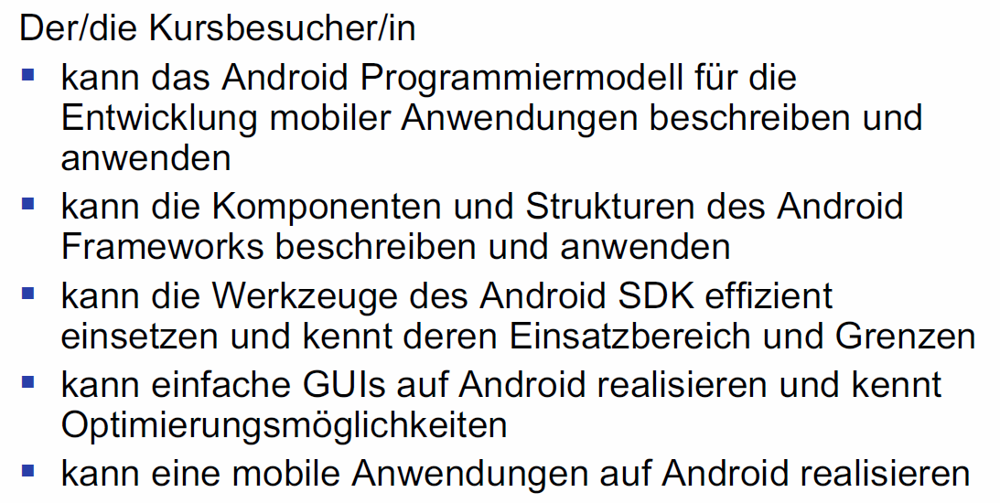 Der/die Kursbesucher/in
▪ kann das Android Programmiermodell für die
Entwicklung mobiler Anwendungen beschreiben und
anwenden
▪ kann die Komponenten und Strukturen des Android
Frameworks beschreiben und anwenden
▪ kann die Werkzeuge des Android SDK effizient
einsetzen und kennt deren Einsatzbereich und Grenzen
▪ kann einfache GUIs auf Android realisieren und kennt
Optimierungsmöglichkeiten
▪ kann eine mobile Anwendungen auf Android realisieren